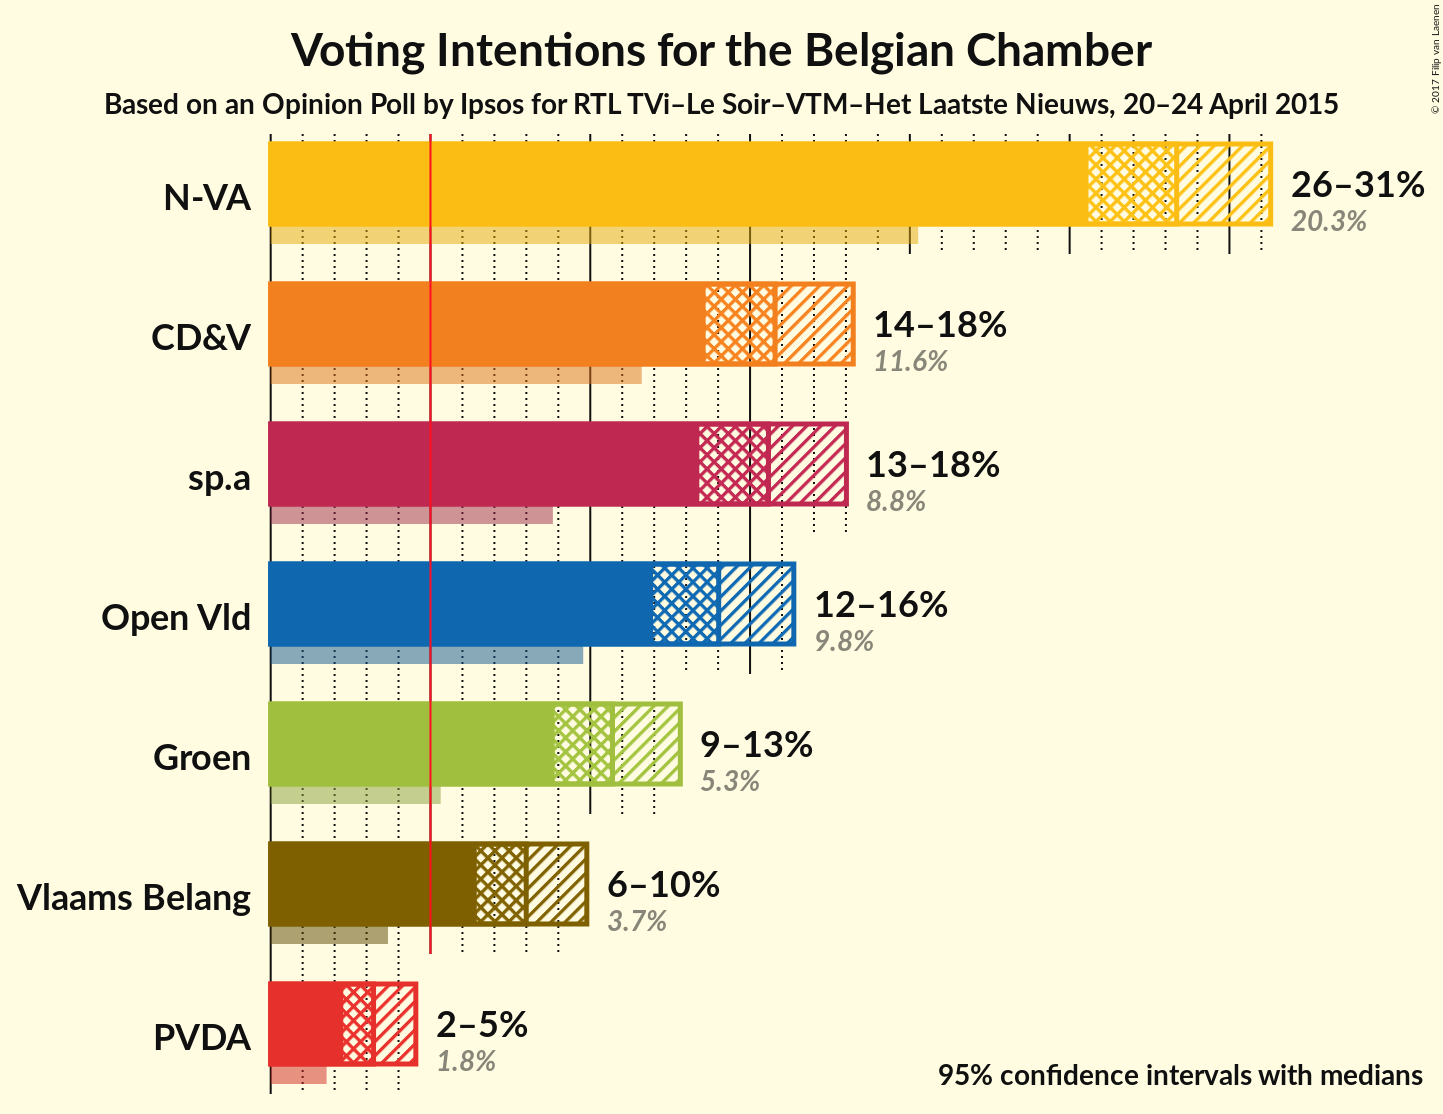 Voting Intentions for the Belgian Chamber
Based on an Opinion Poll by Ipsos for RTL TVi–Le Soir–VTM–Het Laatste Nieuws, 20–24 April 2015
© 2017 Filip van Laenen
N-VA
26–31%
20.3%
CD&V
14–18%
11.6%
sp.a
13–18%
8.8%
Open Vld
12–16%
9.8%
Groen
9–13%
5.3%
Vlaams Belang
6–10%
3.7%
PVDA
2–5%
1.8%
95% confidence intervals with medians